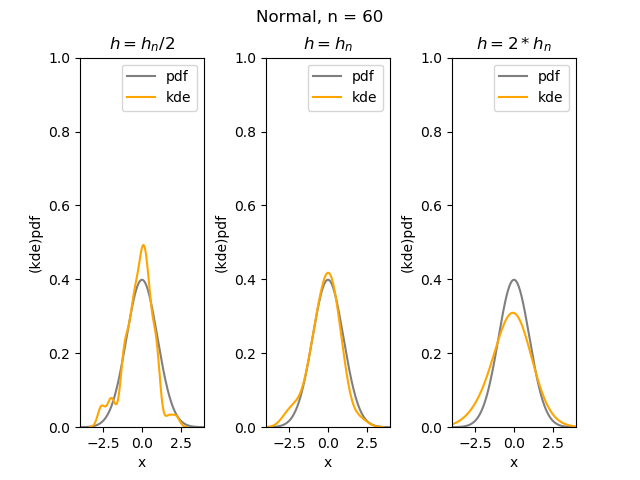 Normal, n = 60
h = hₙ/2
1.0
0.8
0.6
0.4
0.2
0.0
(kde)pdf
pdf
kde
−2.5 0.0 2.5
x
h = hₙ
1.0
0.8
0.6
0.4
0.2
0.0
(kde)pdf
pdf
kde
−2.5 0.0 2.5
x
h = 2 * hₙ
1.0
0.8
0.6
0.4
0.2
0.0
(kde)pdf
pdf
kde
−2.5 0.0 2.5
x